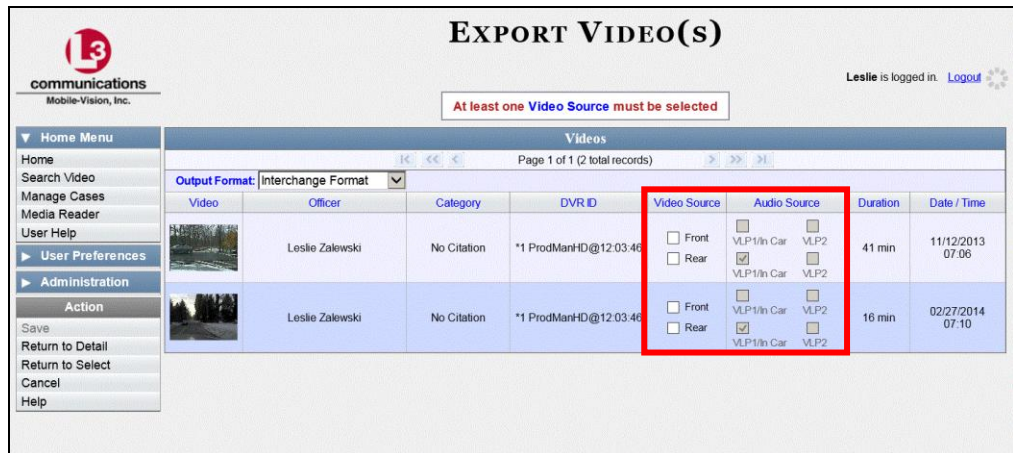 EXPORT VIDEO(S)
L3
communications
Mobile-Vision, Inc.
Leslie is logged in. Logout
At least one Video Source must be selected
Home Menu
Home
Search Video
Manage Cases
Media Reader
User Help
User Preferences
Administration
Action
Save
Return to Detail
Return to Select
Cancel
Help
Videos
|< << < Page 1 of 1 (2 total records) > >> >|
Output Format: Interchange Format
Video Officer Category DVR ID Video Source Audio Source Duration Date / Time
Leslie Zalewski No Citation *1 ProdManHD@12:03:46 Front VLP1/In Car VLP2 41 min 11/12/2013 07:06
Rear VLP1/In Car VLP2
Leslie Zalewski No Citation *1 ProdManHD@12:03:46 Front VLP1/In Car VLP2 16 min 02/27/2014 07:10
Rear VLP1/In Car VLP2